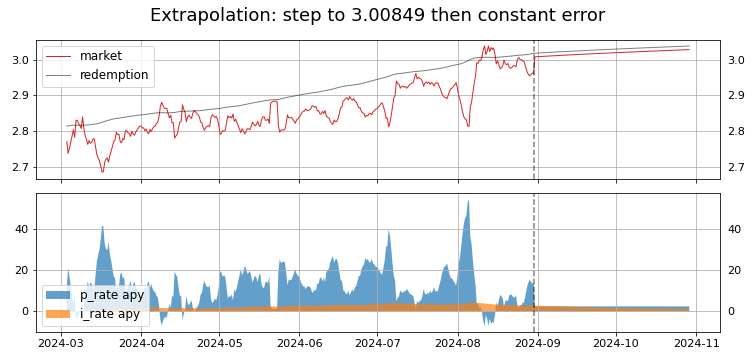 Extrapolation: step to 3.00849 then constant error
market
redemption
3.0
2.9
2.8
2.7
3.0
2.9
2.8
2.7
40
20
0
40
20
0
p_rate apy
i_rate apy
2024-03 2024-04 2024-05 2024-06 2024-07 2024-08 2024-09 2024-10 2024-11